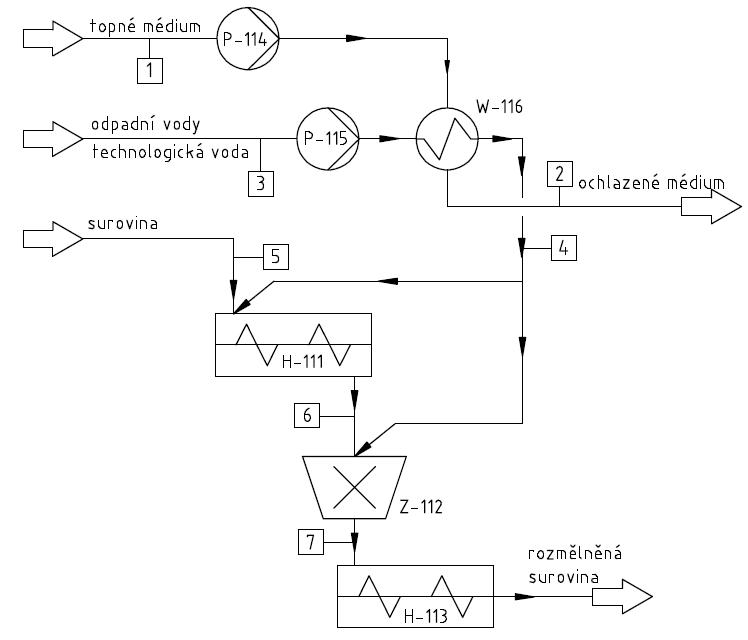 topné médium
P-114
1
W-116
odpadní vody
P-115
technologická voda
2
3
ochlazené médium
surovina
4
5
H-111
6
Z-112
7
rozmělněná
surovina
H-113